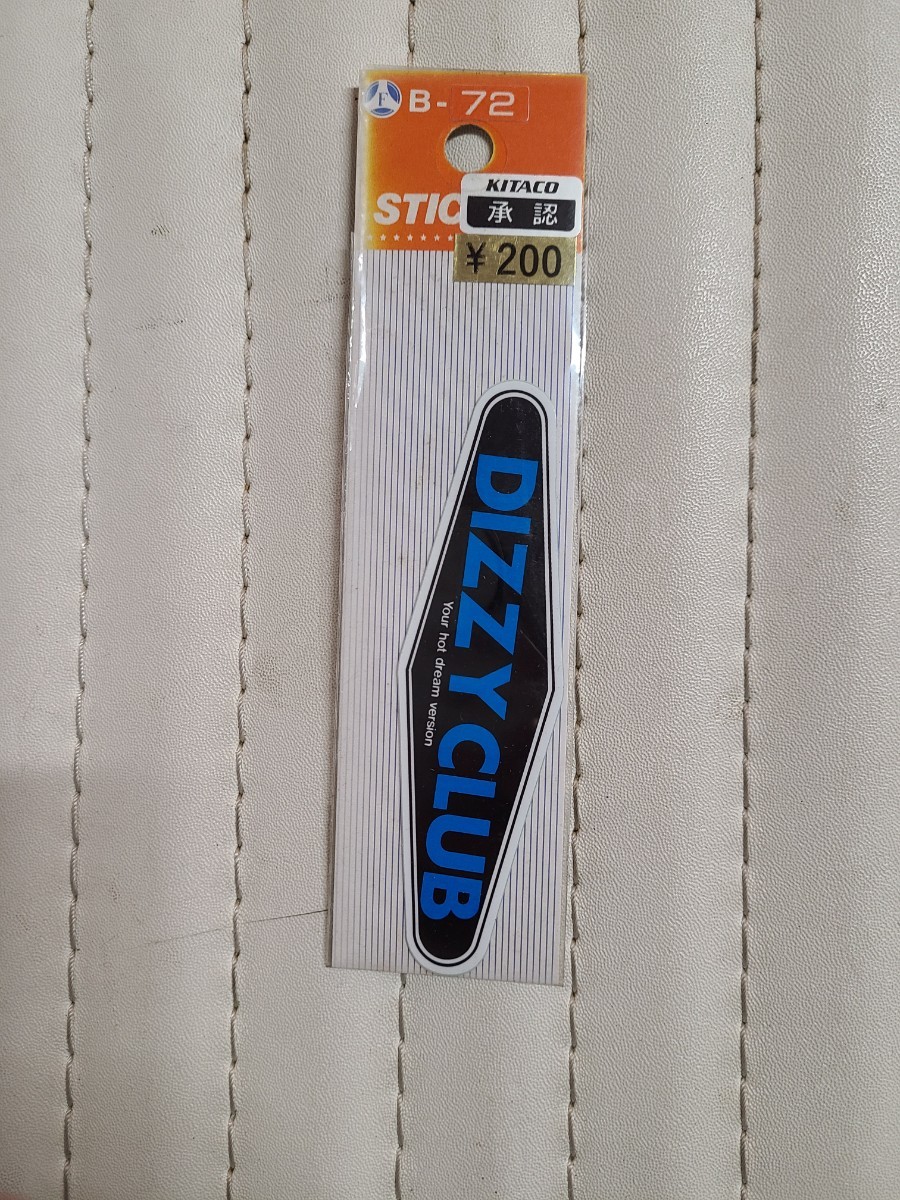 F B-72
KITACO
承認
STIC
¥200
DIZZY CLUB
Your hot dream version